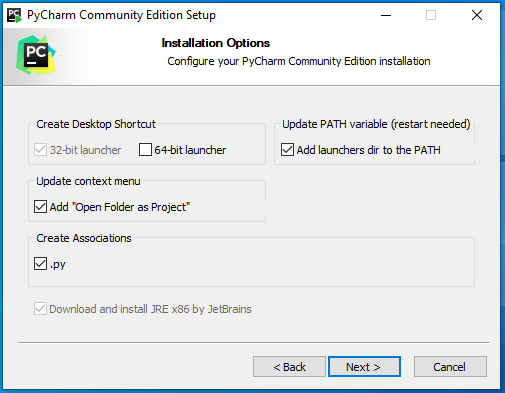 PC PyCharm Community Edition Setup
PC
Installation Options
Configure your PyCharm Community Edition installation
Create Desktop Shortcut
32-bit launcher
64-bit launcher
Update PATH variable (restart needed)
Add launchers dir to the PATH
Update context menu
Add "Open Folder as Project"
Create Associations
.py
Download and install JRE x86 by JetBrains
< Back
Next >
Cancel